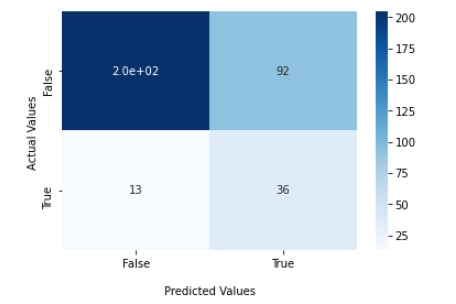 200
175
150
125
100
75
50
25
Actual Values
False
True
2.0e+02
92
13
36
False
True
Predicted Values